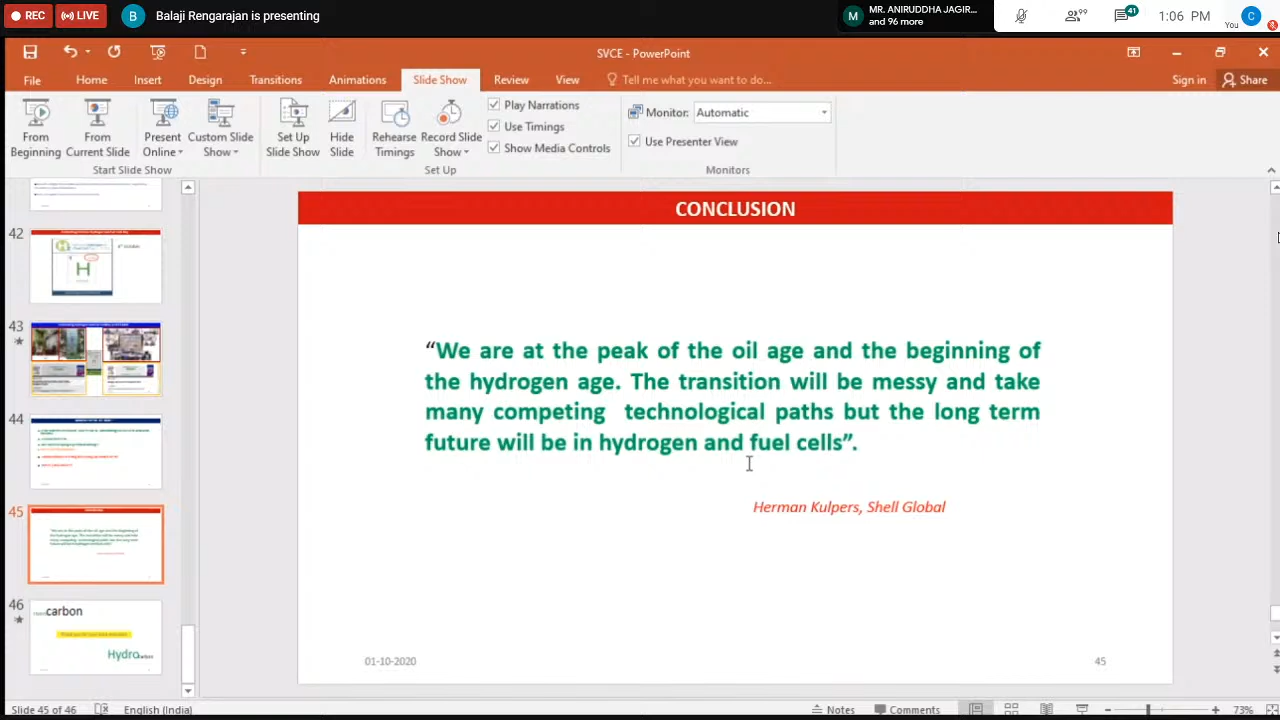 REC
LIVE
B
Balaji Rengarajan is presenting
M
MR. ANIRUDDHA JAGIR...
and 96 more
99
41
1:06 PM
You
C
SVCE - PowerPoint
File
Home
Insert
Design
Transitions
Animations
Slide Show
Review
View
Tell me what you want to do...
Sign in
Share
From Beginning
From Current Slide
Present Online
Custom Slide Show
Set Up Slide Show
Hide Slide
Rehearse Timings
Record Slide Show
Play Narrations
Use Timings
Show Media Controls
Monitor: Automatic
Use Presenter View
Start Slide Show
Set Up
Monitors
42
H
43
44
45
46
carbon
Hydro
CONCLUSION
“We are at the peak of the oil age and the beginning of
the hydrogen age. The transition will be messy and take
many competing technological paths but the long term
future will be in hydrogen and fuel cells”.
Herman Kulpers, Shell Global
01-10-2020
45
Slide 45 of 46
English (India)
Notes
Comments
73%